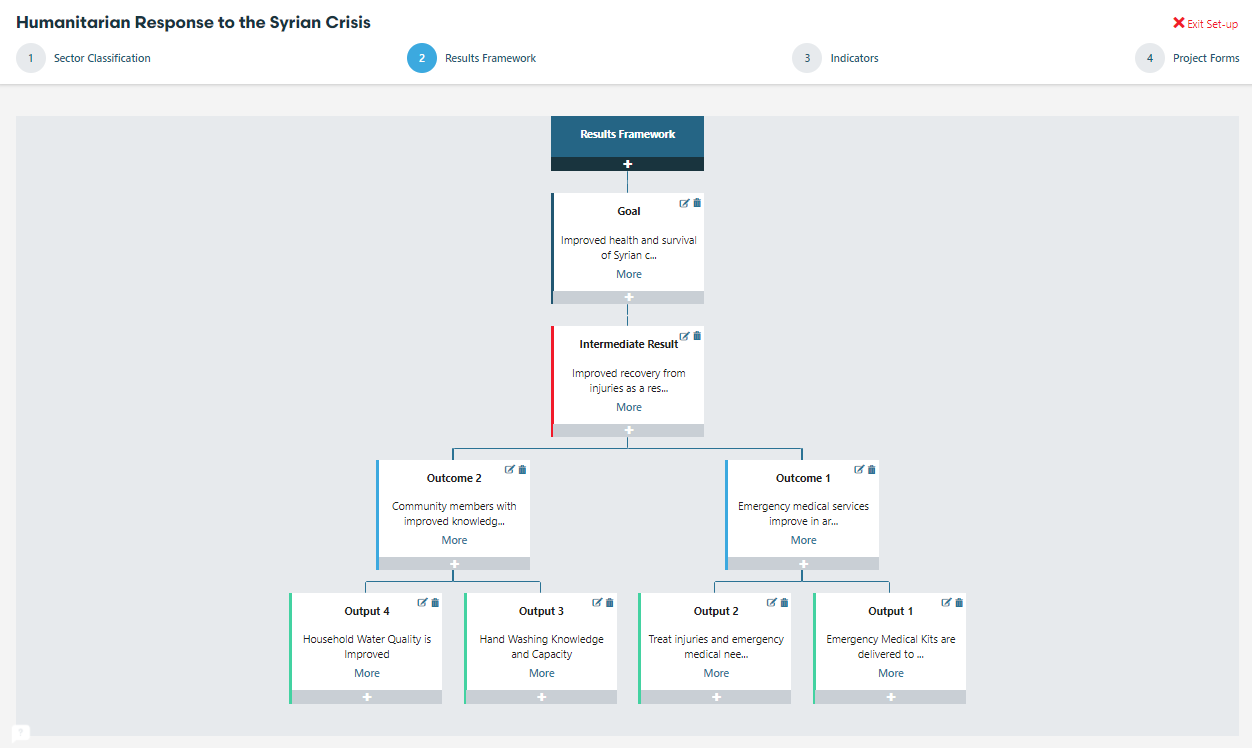 Humanitarian Response to the Syrian Crisis
Exit Set-up
1 Sector Classification
2 Results Framework
3 Indicators
4 Project Forms
Results Framework
Goal
Improved health and survival
of Syrian c...
More
Intermediate Result
Improved recovery from
injuries as a res...
More
Outcome 2
Community members with
improved knowledg...
More
Outcome 1
Emergency medical services
improve in ar...
More
Output 4
Household Water Quality is
Improved
More
Output 3
Hand Washing Knowledge
and Capacity
More
Output 2
Treat injuries and emergency
medical nee...
More
Output 1
Emergency Medical Kits are
delivered to ...
More